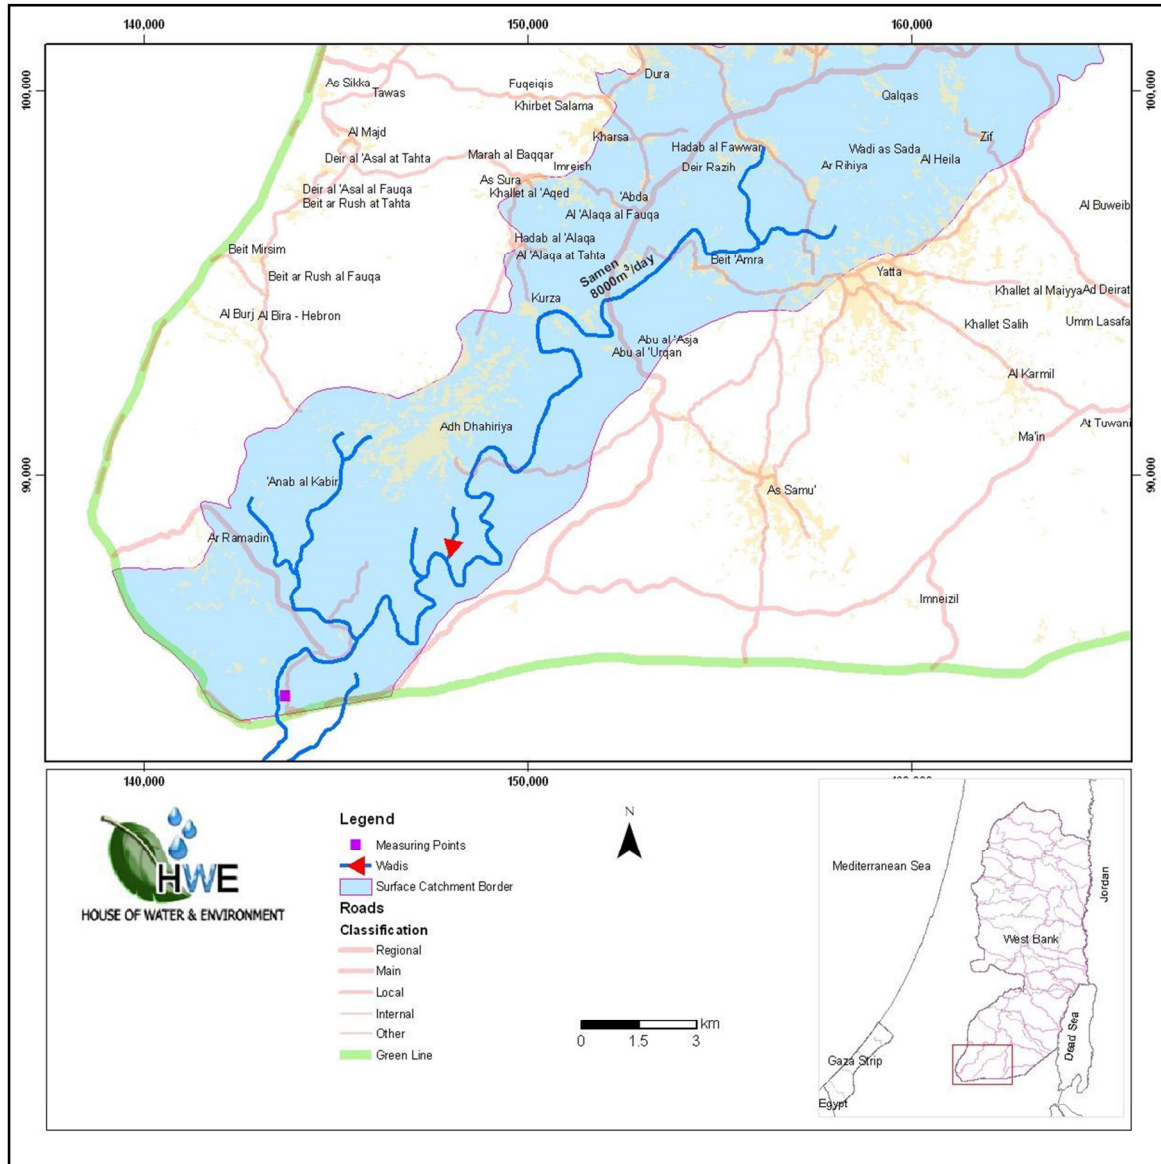 140,000
150,000
160,000
100,000
100,000
Dura
As Sikka
Tawas
Fuqeiqis
Khirbet Salama
Qalqas
Al Majd
Kharsa
Zif
Hadab al Fawwar
Wadi as Sada
Deir al 'Asal at Tahta
Marah al Baqqar
Imreish
Deir Razih
Ar Rihiya
Al Heila
As Sura
Deir al 'Asal al Fauqa
Khallet al 'Aqed
'Abda
Beit ar Rush at Tahta
Al Buweib
Al 'Alaqa al Fauqa
Hadab al 'Alaqa
Beit Mirsim
Al 'Alaqa at Tahta
Beit 'Amra
Samen
8000m³/day
Yatta
Beit ar Rush al Fauqa
Khallet al Maiyya
Ad Deirat
Kurza
Al Burj
Al Bira - Hebron
Khallet Salih
Umm Lasafa
Abu al 'Asja
Abu al 'Urqan
Al Karmil
Adh Dhahiriya
At Tuwani
Ma'in
90,000
90,000
'Anab al Kabir
As Samu'
Ar Ramadin
Imneizil
140,000
150,000
HWE
HOUSE OF WATER & ENVIRONMENT
Legend
Measuring Points
Wadis
Surface Catchment Border
Roads
Classification
Regional
Main
Local
Internal
Other
Green Line
N
km
0 1.5 3
Mediterranean Sea
Jordan
West Bank
Dead Sea
Gaza Strip
Egypt